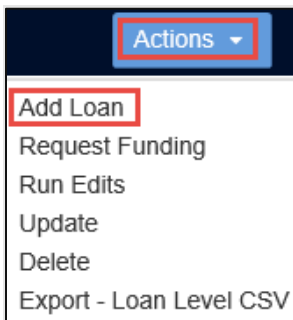 Actions
Add Loan
Request Funding
Run Edits
Update
Delete
Export - Loan Level CSV